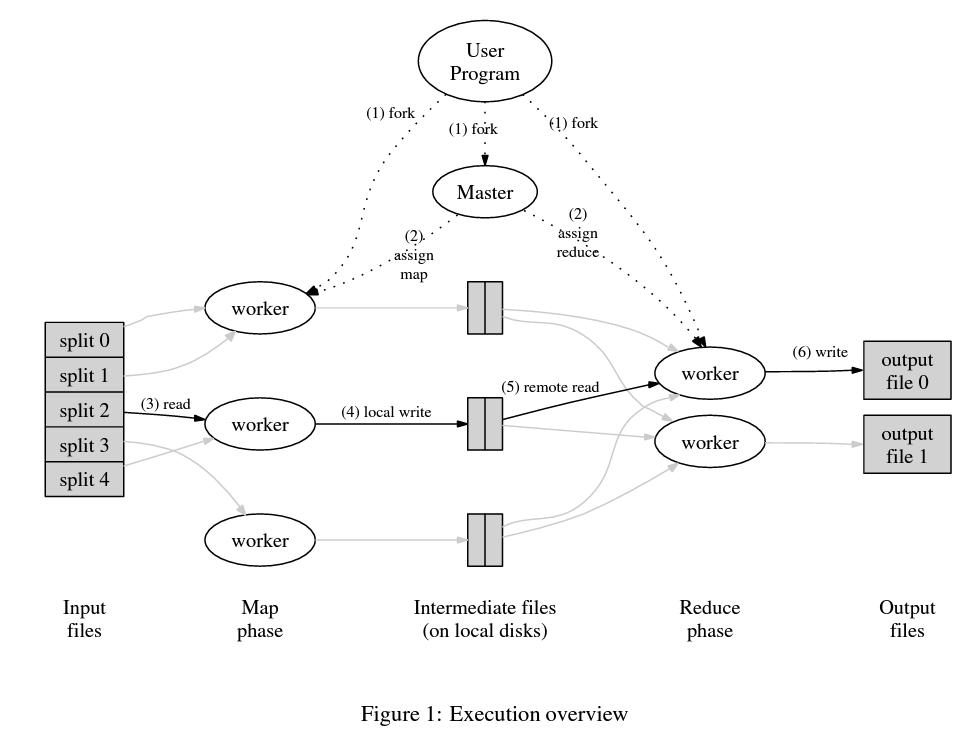 User
Program
(1) fork
(1) fork
(1) fork
Master
(2)
assign
map
(2)
assign
reduce
worker
split 0
split 1
split 2
split 3
split 4
(3) read
worker
(4) local write
(5) remote read
worker
(6) write
output
file 0
worker
output
file 1
worker
Input
files
Map
phase
Intermediate files
(on local disks)
Reduce
phase
Output
files
Figure 1: Execution overview